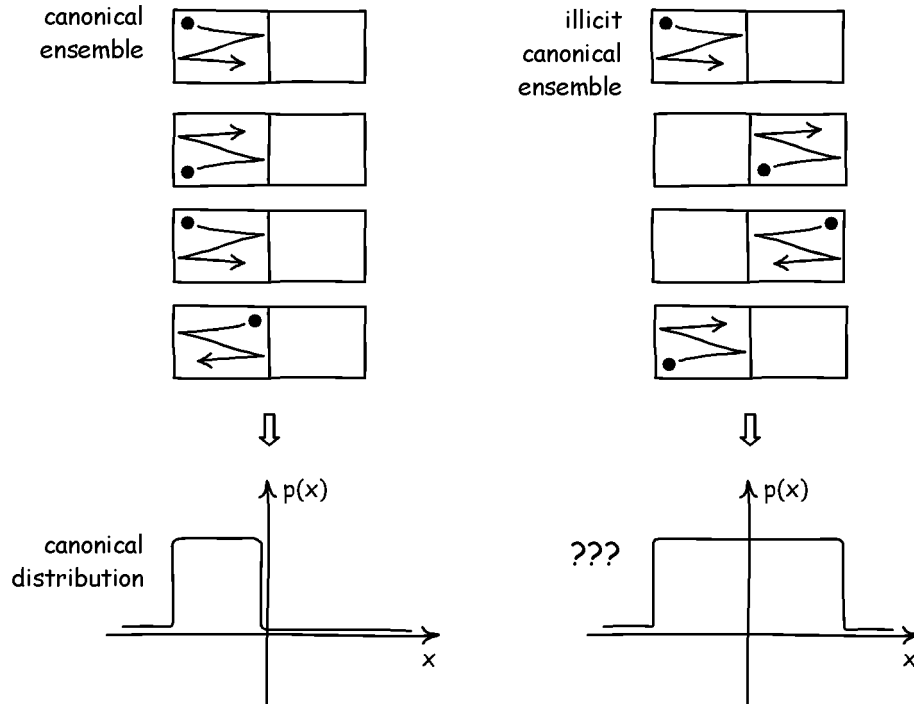 canonical
ensemble
illicit
canonical
ensemble
p(x)
p(x)
canonical
distribution
???
x
x